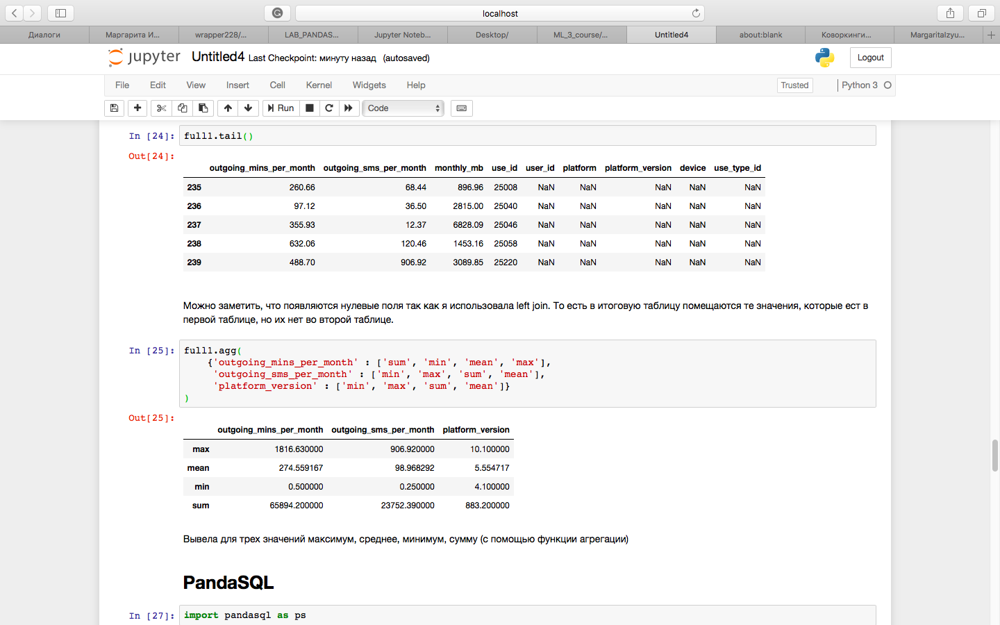 localhost
Диалоги
Маргарита И...
wrapper228/...
LAB_PANDAS...
Jupyter Noteb...
Desktop/
ML_3_course/...
Untitled4
about:blank
Коворкинги...
MargaritaIzyu...
jupyter Untitled4 Last Checkpoint: минуту назад (autosaved)
Logout
File Edit View Insert Cell Kernel Widgets Help
Trusted
Python 3
Run
Code
In [24]: full1.tail()
Out[24]:
outgoing_mins_per_month outgoing_sms_per_month monthly_mb use_id user_id platform platform_version device use_type_id
235 260.66 68.44 896.96 25008 NaN NaN NaN NaN NaN
236 97.12 36.50 2815.00 25040 NaN NaN NaN NaN NaN
237 355.93 12.37 6828.09 25046 NaN NaN NaN NaN NaN
238 632.06 120.46 1453.16 25058 NaN NaN NaN NaN NaN
239 488.70 906.92 3089.85 25220 NaN NaN NaN NaN NaN
Можно заметить, что появляются нулевые поля так как я использовала left join. То есть в итоговую таблицу помещаются те значения, которые ест в
первой таблице, но их нет во второй таблице.
In [25]: full1.agg(
{'outgoing_mins_per_month' : ['sum', 'min', 'mean', 'max'],
'outgoing_sms_per_month' : ['min', 'max', 'sum', 'mean'],
'platform_version' : ['min', 'max', 'sum', 'mean']}
)
Out[25]:
outgoing_mins_per_month outgoing_sms_per_month platform_version
max 1816.630000 906.920000 10.100000
mean 274.559167 98.968292 5.554717
min 0.500000 0.250000 4.100000
sum 65894.200000 23752.390000 883.200000
Вывела для трех значений максимум, среднее, минимум, сумму (с помощью функции агрегации)
PandaSQL
In [27]: import pandasql as ps